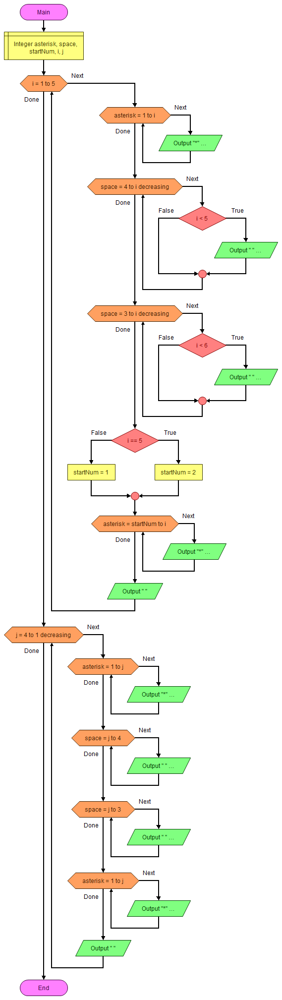 Main
Integer asterisk, space,
startNum, i, j
i = 1 to 5
Next
Done
asterisk = 1 to i
Next
Done
Output "*" ...
space = 4 to i decreasing
Next
Done
i < 5
False
True
Output " " ...
space = 3 to i decreasing
Next
Done
i < 6
False
True
Output " " ...
i == 5
False
True
startNum = 1
startNum = 2
asterisk = startNum to i
Next
Done
Output "*" ...
Output " "
j = 4 to 1 decreasing
Next
Done
asterisk = 1 to j
Next
Done
Output "*" ...
space = j to 4
Next
Done
Output " " ...
space = j to 3
Next
Done
Output " " ...
asterisk = 1 to j
Next
Done
Output "*" ...
Output " "
End